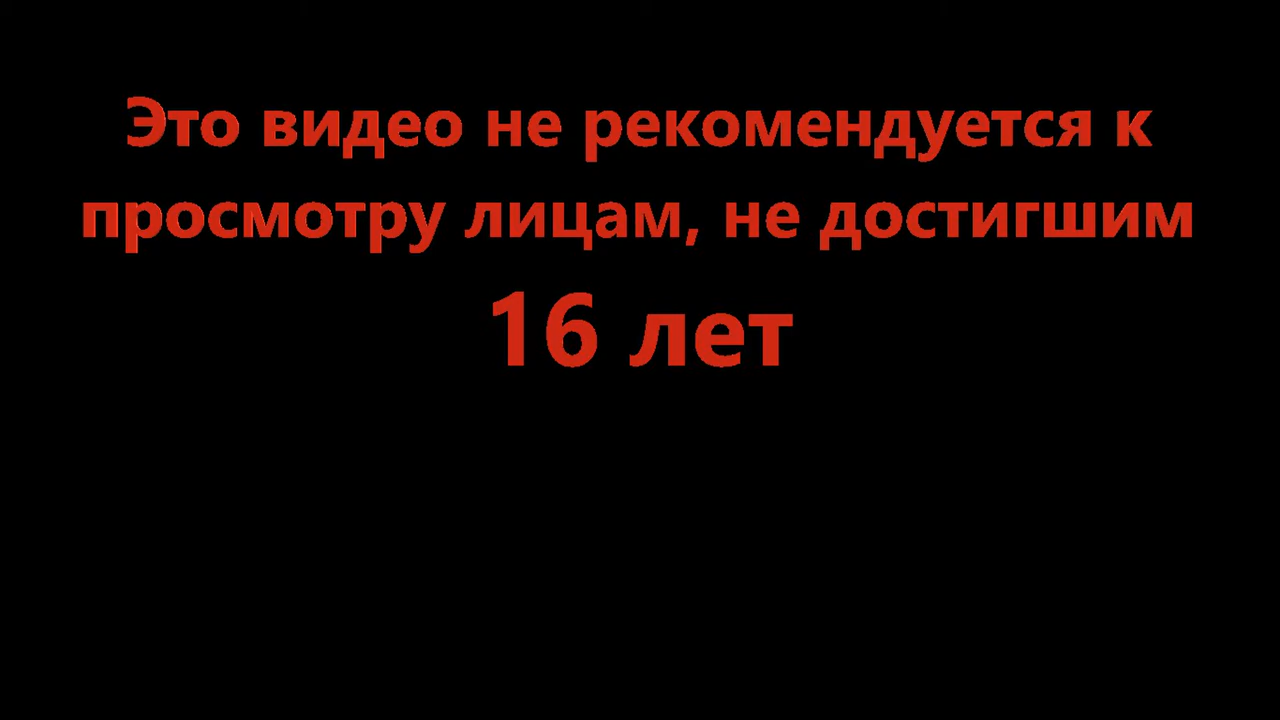 Это видео не рекомендуется к
просмотру лицам, не достигшим
16 лет